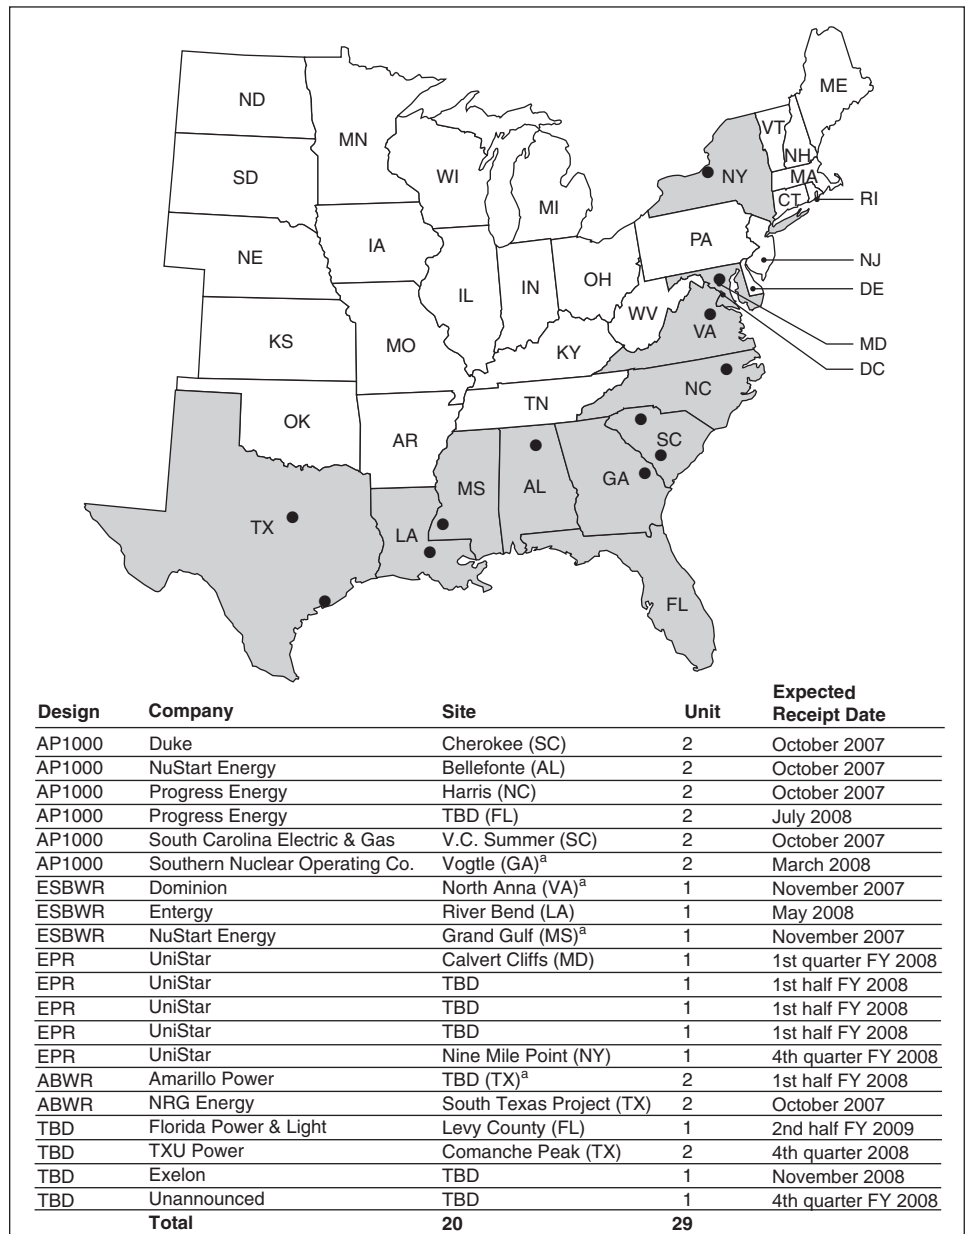 ME
ND
VT
MN
NH
SD
WI
NY
MA
MI
CT
RI
IA
PA
NE
NJ
OH
IL
IN
DE
WV
VA
KS
MO
MD
KY
DC
NC
TN
OK
AR
SC
GA
MS
AL
TX
LA
FL
Design Company Site Unit Expected Receipt Date
AP1000 Duke Cherokee (SC) 2 October 2007
AP1000 NuStart Energy Bellefonte (AL) 2 October 2007
AP1000 Progress Energy Harris (NC) 2 October 2007
AP1000 Progress Energy TBD (FL) 2 July 2008
AP1000 South Carolina Electric & Gas V.C. Summer (SC) 2 October 2007
AP1000 Southern Nuclear Operating Co. Vogtle (GA)a 2 March 2008
ESBWR Dominion North Anna (VA)a 1 November 2007
ESBWR Entergy River Bend (LA) 1 May 2008
ESBWR NuStart Energy Grand Gulf (MS)a 1 November 2007
EPR UniStar Calvert Cliffs (MD) 1 1st quarter FY 2008
EPR UniStar TBD 1 1st half FY 2008
EPR UniStar TBD 1 1st half FY 2008
EPR UniStar TBD 1 1st half FY 2008
EPR UniStar Nine Mile Point (NY) 1 4th quarter FY 2008
ABWR Amarillo Power TBD (TX)a 2 1st half FY 2008
ABWR NRG Energy South Texas Project (TX) 2 October 2007
TBD Florida Power & Light Levy County (FL) 1 2nd half FY 2009
TBD TXU Power Comanche Peak (TX) 2 4th quarter 2008
TBD Exelon TBD 1 November 2008
TBD Unannounced TBD 1 4th quarter FY 2008
Total 20 29